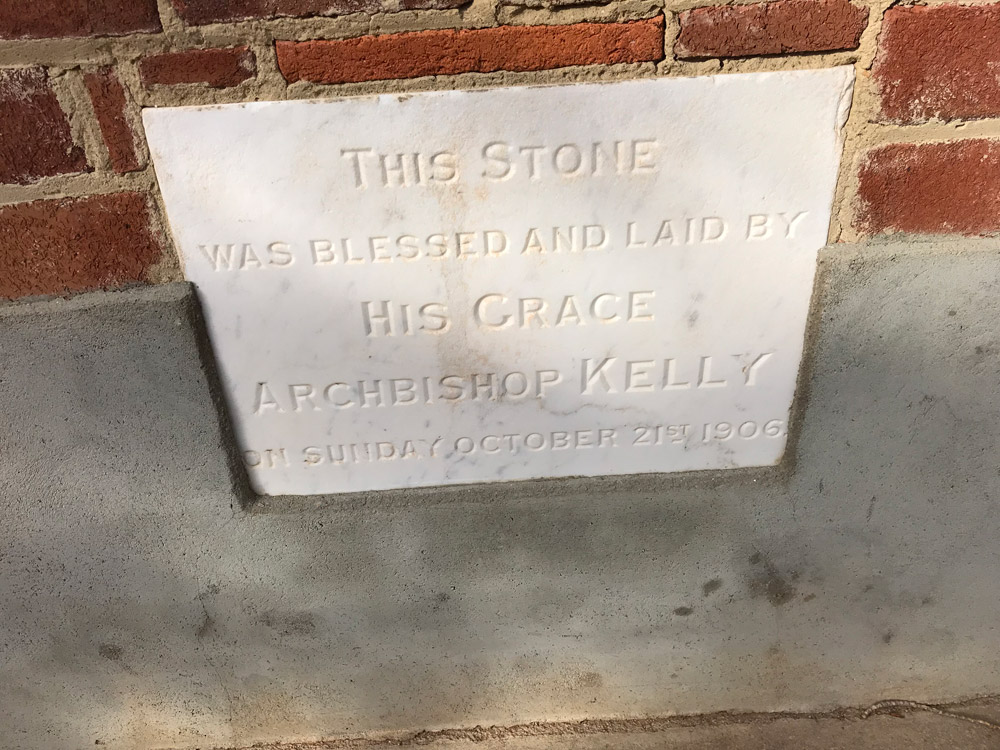 THIS STONE
WAS BLESSED AND LAID BY
HIS GRACE
ARCHBISHOP KELLY
ON SUNDAY OCTOBER 21ST 1906